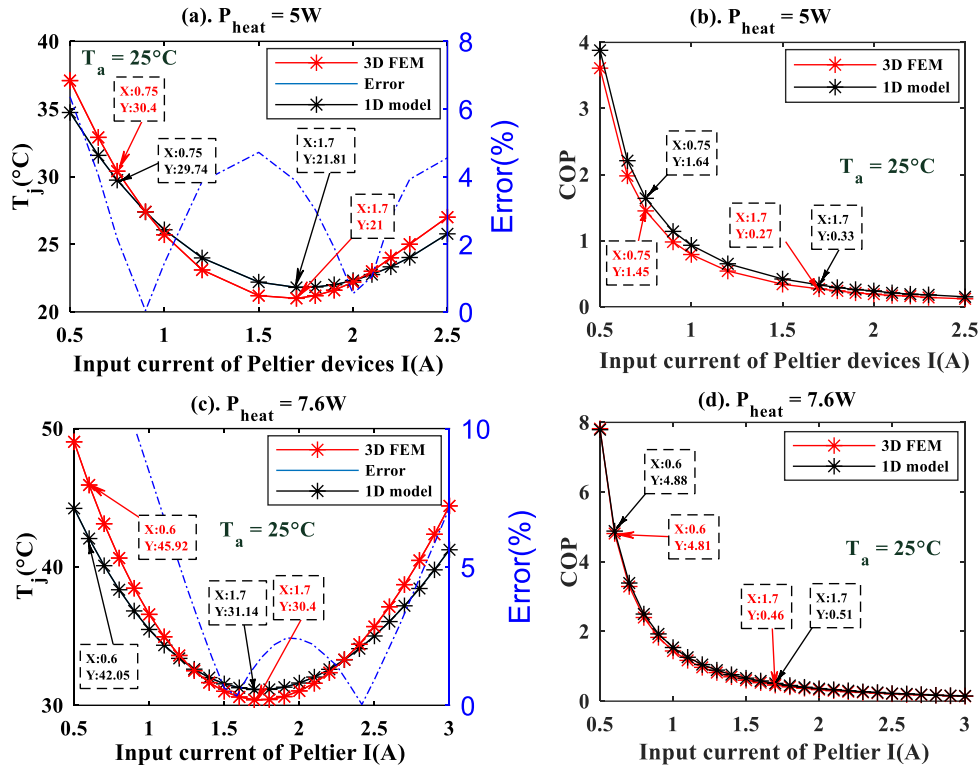 (a). P_heat = 5W
40
35
30
25
20
T_j(°C)
8
6
4
2
0
Error(%)
T_a = 25°C
3D FEM
Error
1D model
X:0.75
Y:30.4
X:0.75
Y:29.74
X:1.7
Y:21.81
X:1.7
Y:21
0.5 1 1.5 2 2.5
Input current of Peltier devices I(A)
(b). P_heat = 5W
4
3
2
1
0
COP
3D FEM
1D model
T_a = 25°C
X:0.75
Y:1.64
X:1.7
Y:0.27
X:1.7
Y:0.33
X:0.75
Y:1.45
0.5 1 1.5 2 2.5
Input current of Peltier devices I(A)
(c). P_heat = 7.6W
50
40
30
T_j(°C)
10
5
0
Error(%)
3D FEM
Error
1D model
T_a = 25°C
X:0.6
Y:45.92
X:1.7
Y:31.14
X:1.7
Y:30.4
X:0.6
Y:42.05
0.5 1 1.5 2 2.5 3
Input current of Peltier I(A)
(d). P_heat = 7.6W
8
6
4
2
0
COP
3D FEM
1D model
X:0.6
Y:4.88
X:0.6
Y:4.81
T_a = 25°C
X:1.7
Y:0.46
X:1.7
Y:0.51
0.5 1 1.5 2 2.5 3
Input current of Peltier I(A)